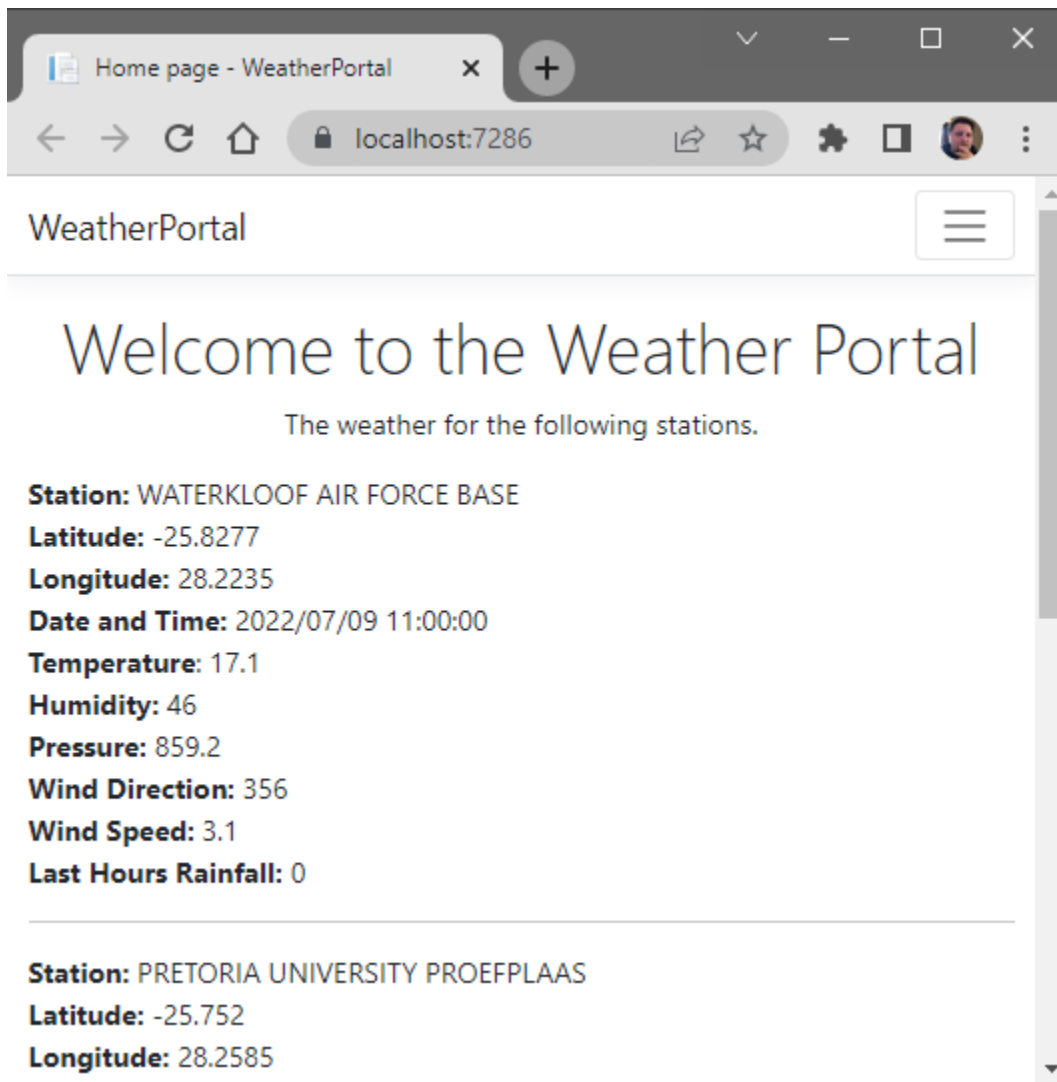 Home page - WeatherPortal
localhost:7286
WeatherPortal
Welcome to the Weather Portal
The weather for the following stations.
Station: WATERKLOOF AIR FORCE BASE
Latitude: -25.8277
Longitude: 28.2235
Date and Time: 2022/07/09 11:00:00
Temperature: 17.1
Humidity: 46
Pressure: 859.2
Wind Direction: 356
Wind Speed: 3.1
Last Hours Rainfall: 0
Station: PRETORIA UNIVERSITY PROEFPLAAS
Latitude: -25.752
Longitude: 28.2585